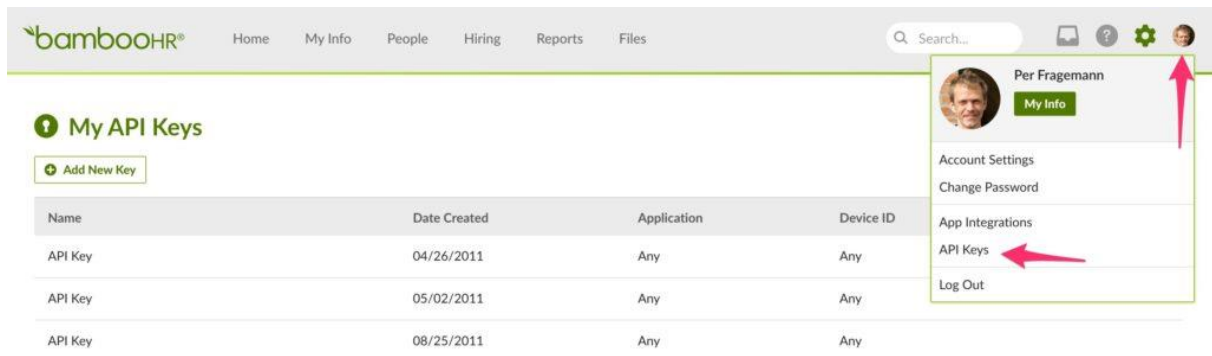 bambooHR®
Home My Info People Hiring Reports Files
Search...
Per Fragemann
My Info
My API Keys
Add New Key
Account Settings
Change Password
App Integrations
API Keys
Log Out
Name Date Created Application Device ID
API Key 04/26/2011 Any Any
API Key 05/02/2011 Any Any
API Key 08/25/2011 Any Any